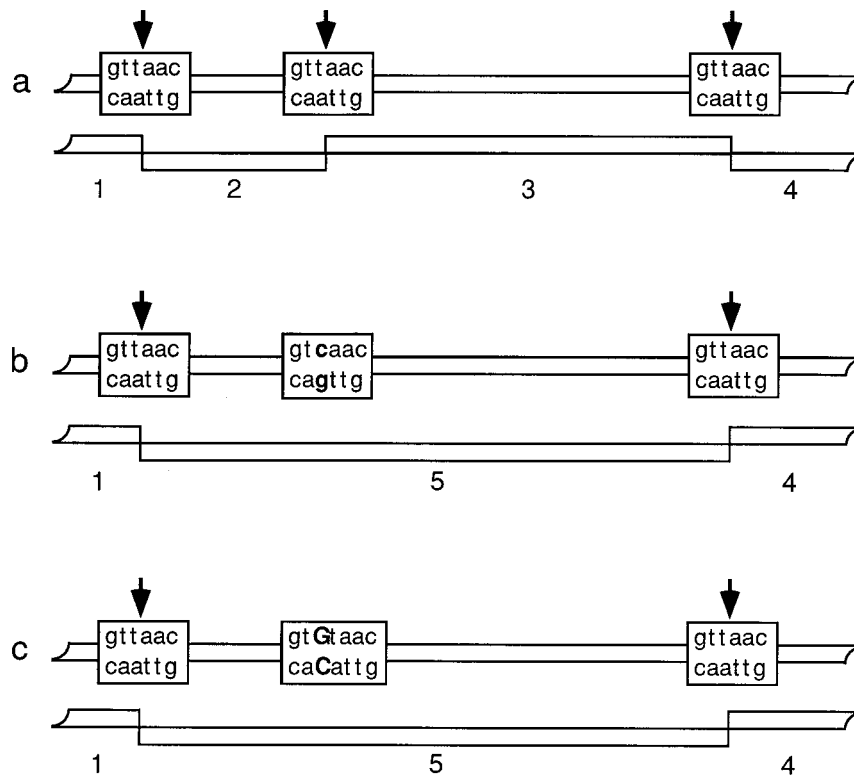 gttaac gttaac gttaac
a
caattg caattg caattg
1 2 3 4
gttaac gtcaac gttaac
b
caattg cagttg caattg
1 5 4
gttaac gtGtaac gttaac
c
caattg caCattg caattg
1 5 4